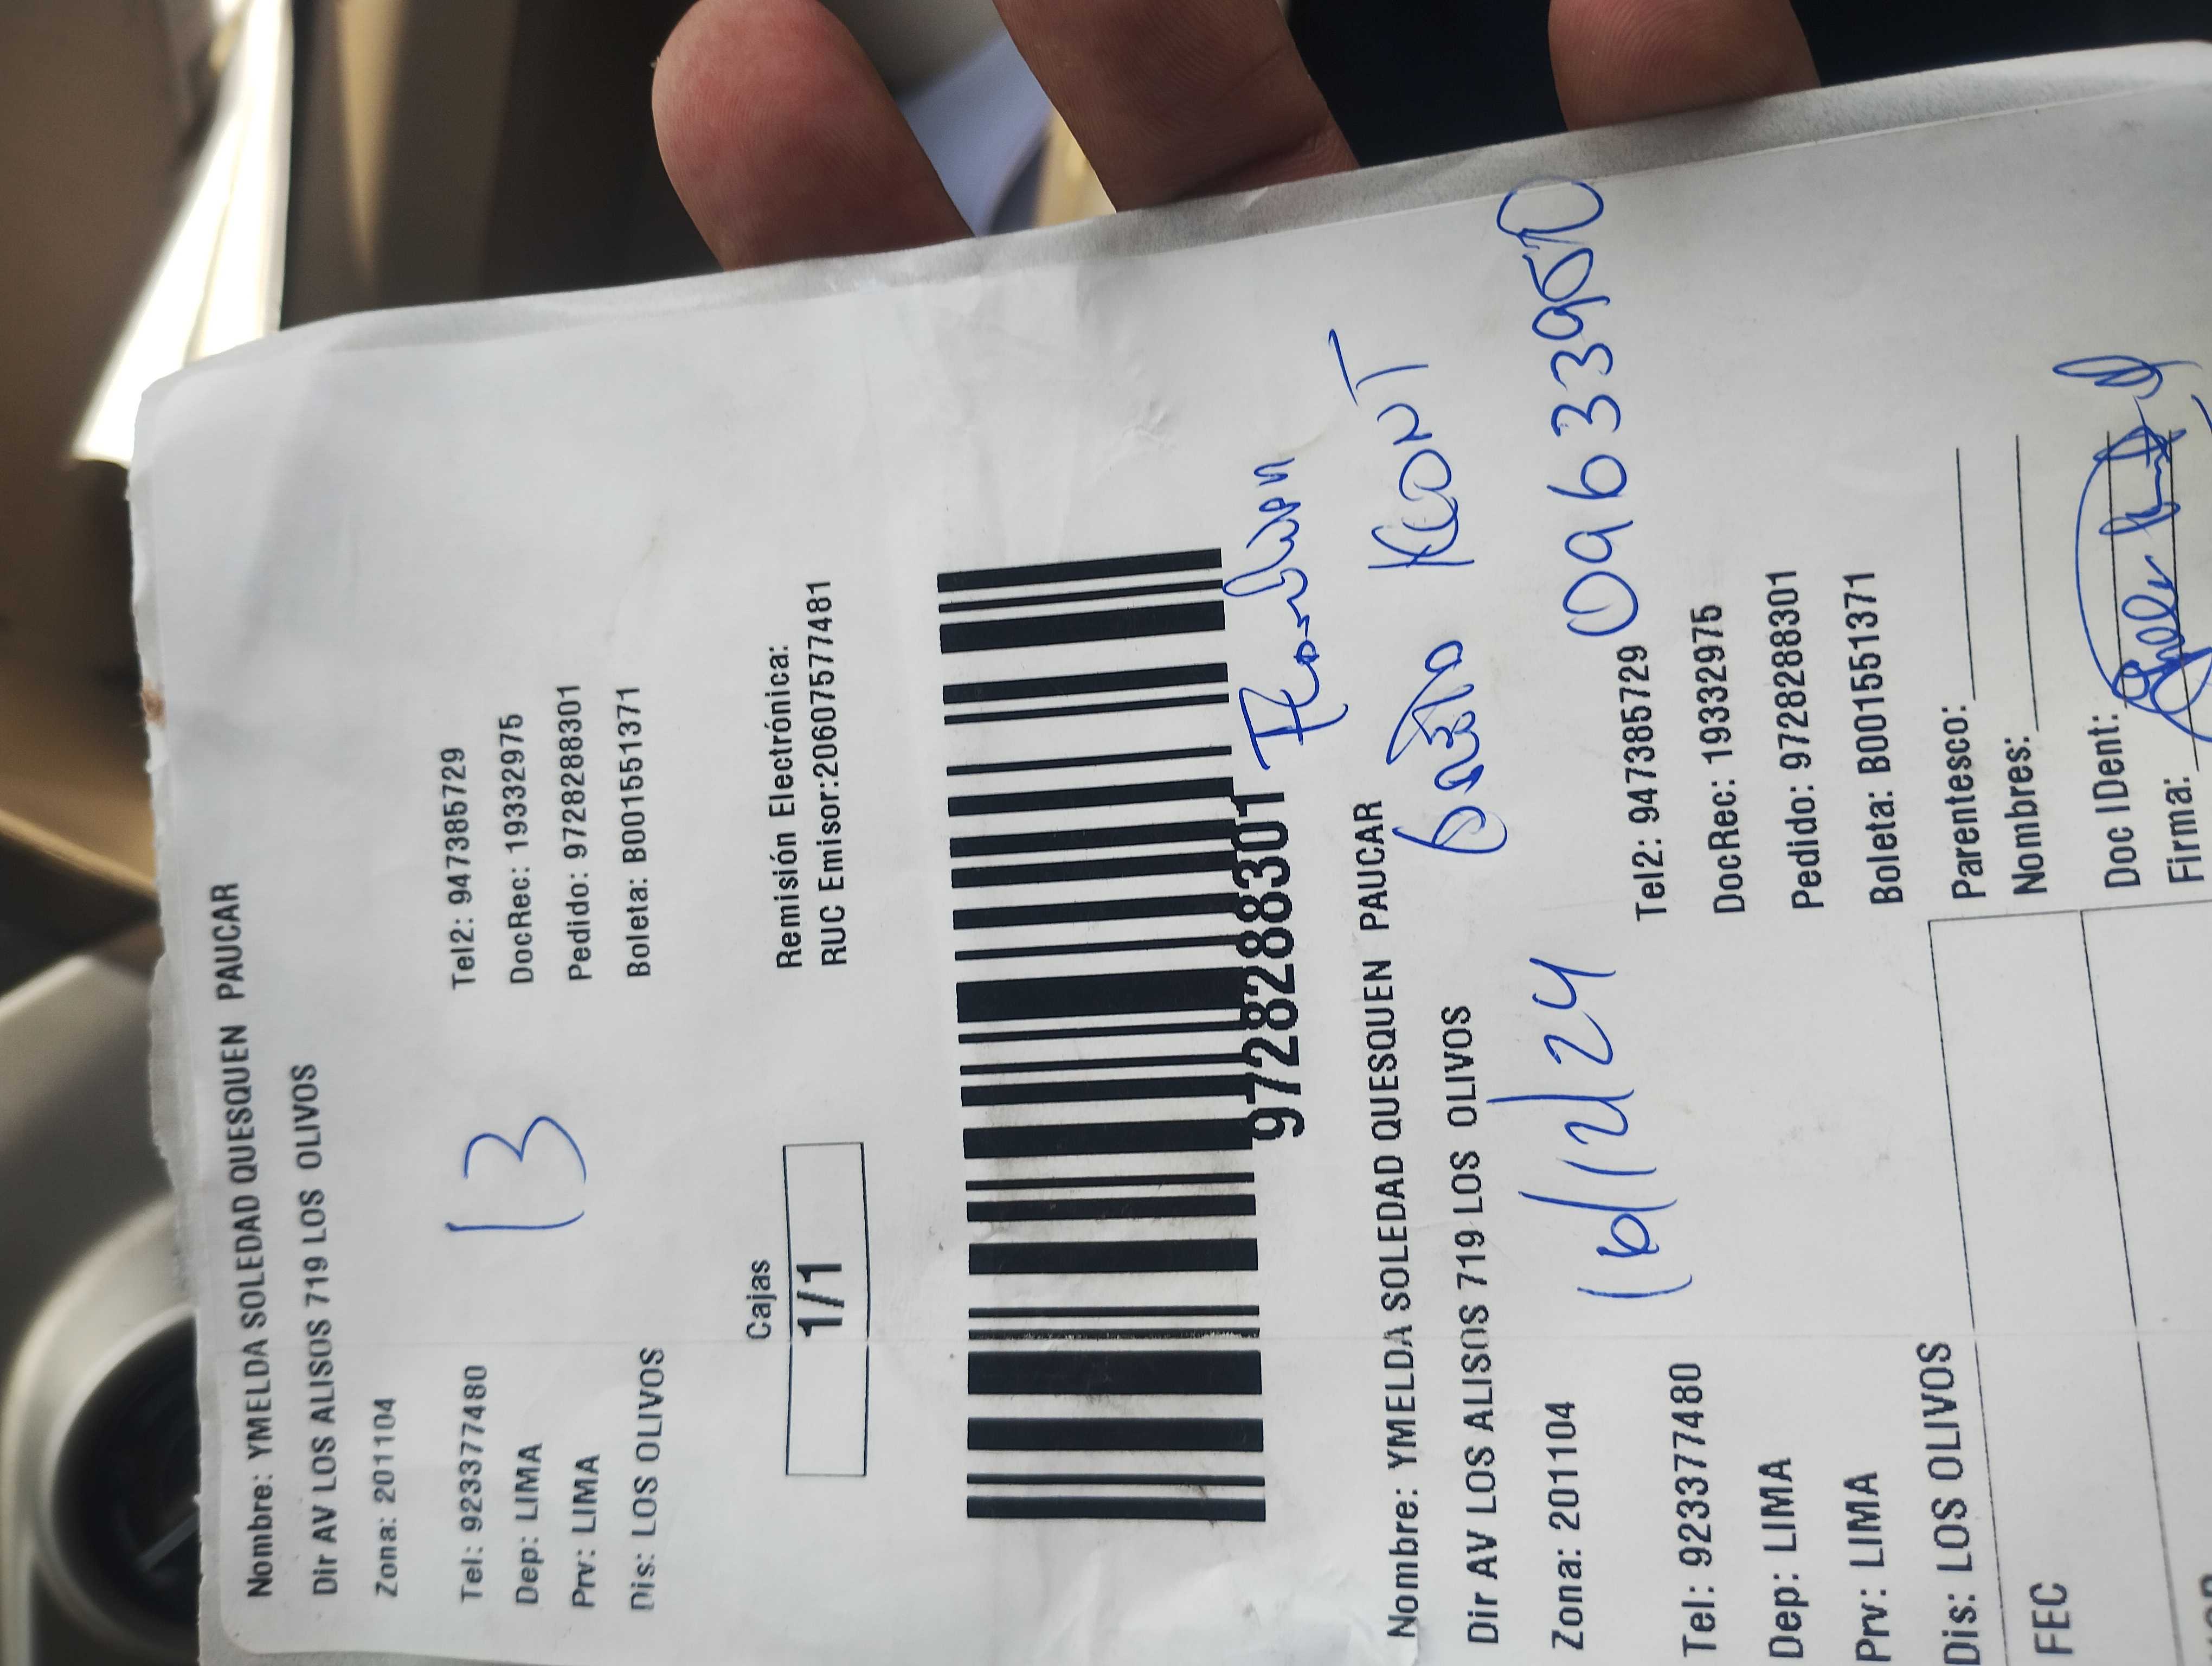 Nombre: YMELDA SOLEDAD QUESQUEN PAUCAR
Dir AV LOS ALISOS 719 LOS OLIVOS
Zona: 201104
13
Tel: 923377480
Dep: LIMA
Prv: LIMA
Dis: LOS OLIVOS
Tel2: 947385729
DocRec: 19332975
Pedido: 9728288301
Boleta: B001551371
Cajas
1/1
Remisión Electrónica:
RUC Emisor:20607577481
9728288301
Nombre: YMELDA SOLEDAD QUESQUEN PAUCAR
Dir AV LOS ALISOS 719 LOS OLIVOS
Zona: 201104
16/12/24
Tel: 923377480
Dep: LIMA
Prv: LIMA
Dis: LOS OLIVOS
Tel2: 947385729
DocRec: 19332975
Pedido: 9728288301
Boleta: B001551371
Parentesco:
Nombres:
Doc IDent:
Firma:
FEC